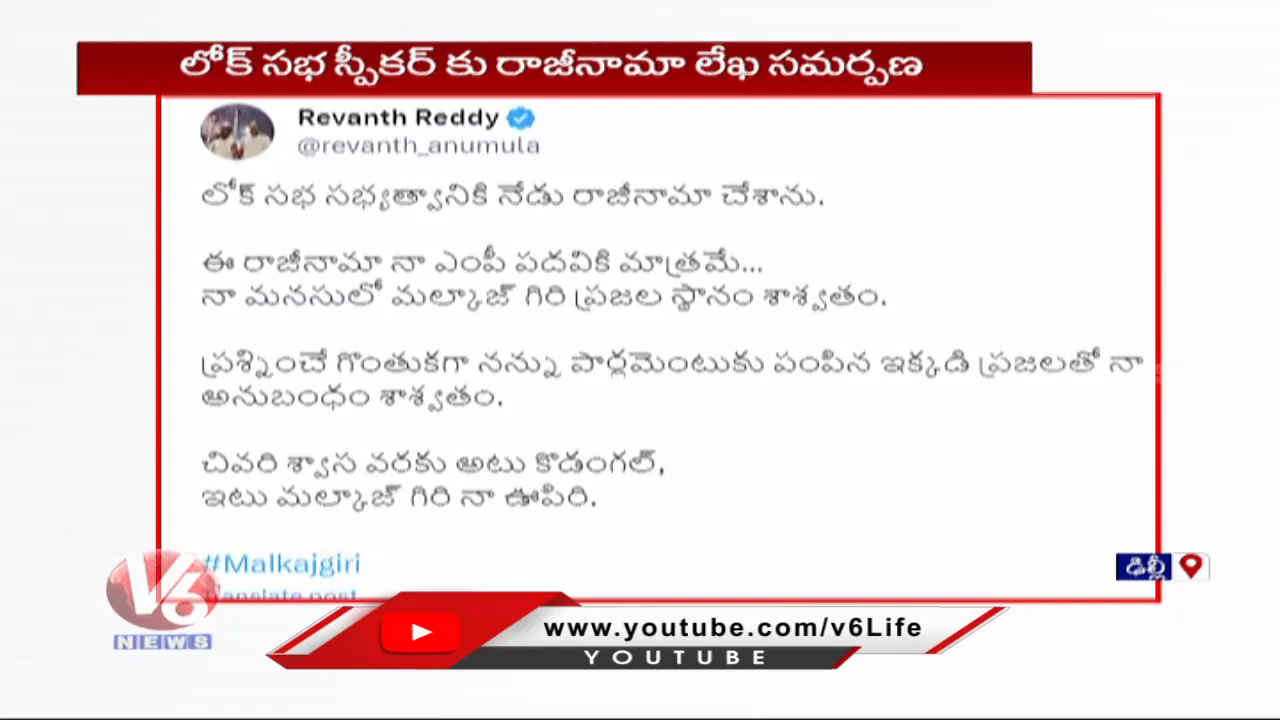 లోక్ సభ స్పీకర్ కు రాజీనామా లేఖ సమర్పణ
Revanth Reddy
@revanth_anumula
లోక్ సభ సభ్యత్వానికి నేడు రాజీనామా చేశాను.
ఈ రాజీనామా నా ఎంపీ పదవికి మాత్రమే...
నా మనసులో మల్కాజ్ గిరి ప్రజల స్థానం శాశ్వతం.
ప్రశ్నించే గొంతుకగా నన్ను పార్లమెంటుకు పంపిన ఇక్కడి ప్రజలతో నా
అనుబంధం శాశ్వతం.
చివరి శ్వాస వరకు అటు కొడంగల్,
ఇటు మల్కాజ్ గిరి నా ఊపిరి.
#Malkajgiri
Translate post
ఢిల్లీ
V6
NEWS
www.youtube.com/v6Life
YOUTUBE